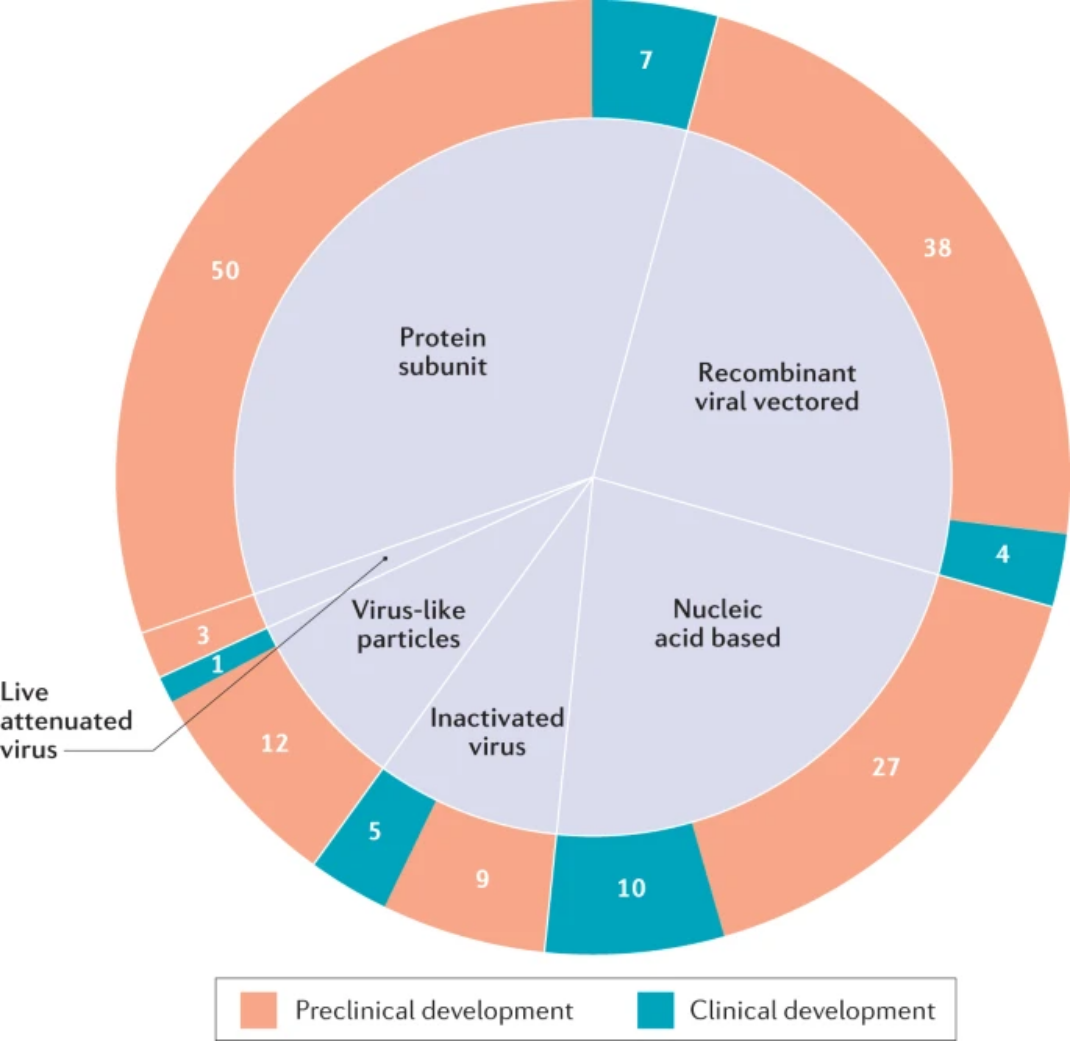 7
38
50
Protein
subunit
Recombinant
viral vectored
4
Virus-like
particles
Nucleic
acid based
3
1
Live
attenuated
virus
Inactivated
virus
12
27
5
9
10
Preclinical development
Clinical development